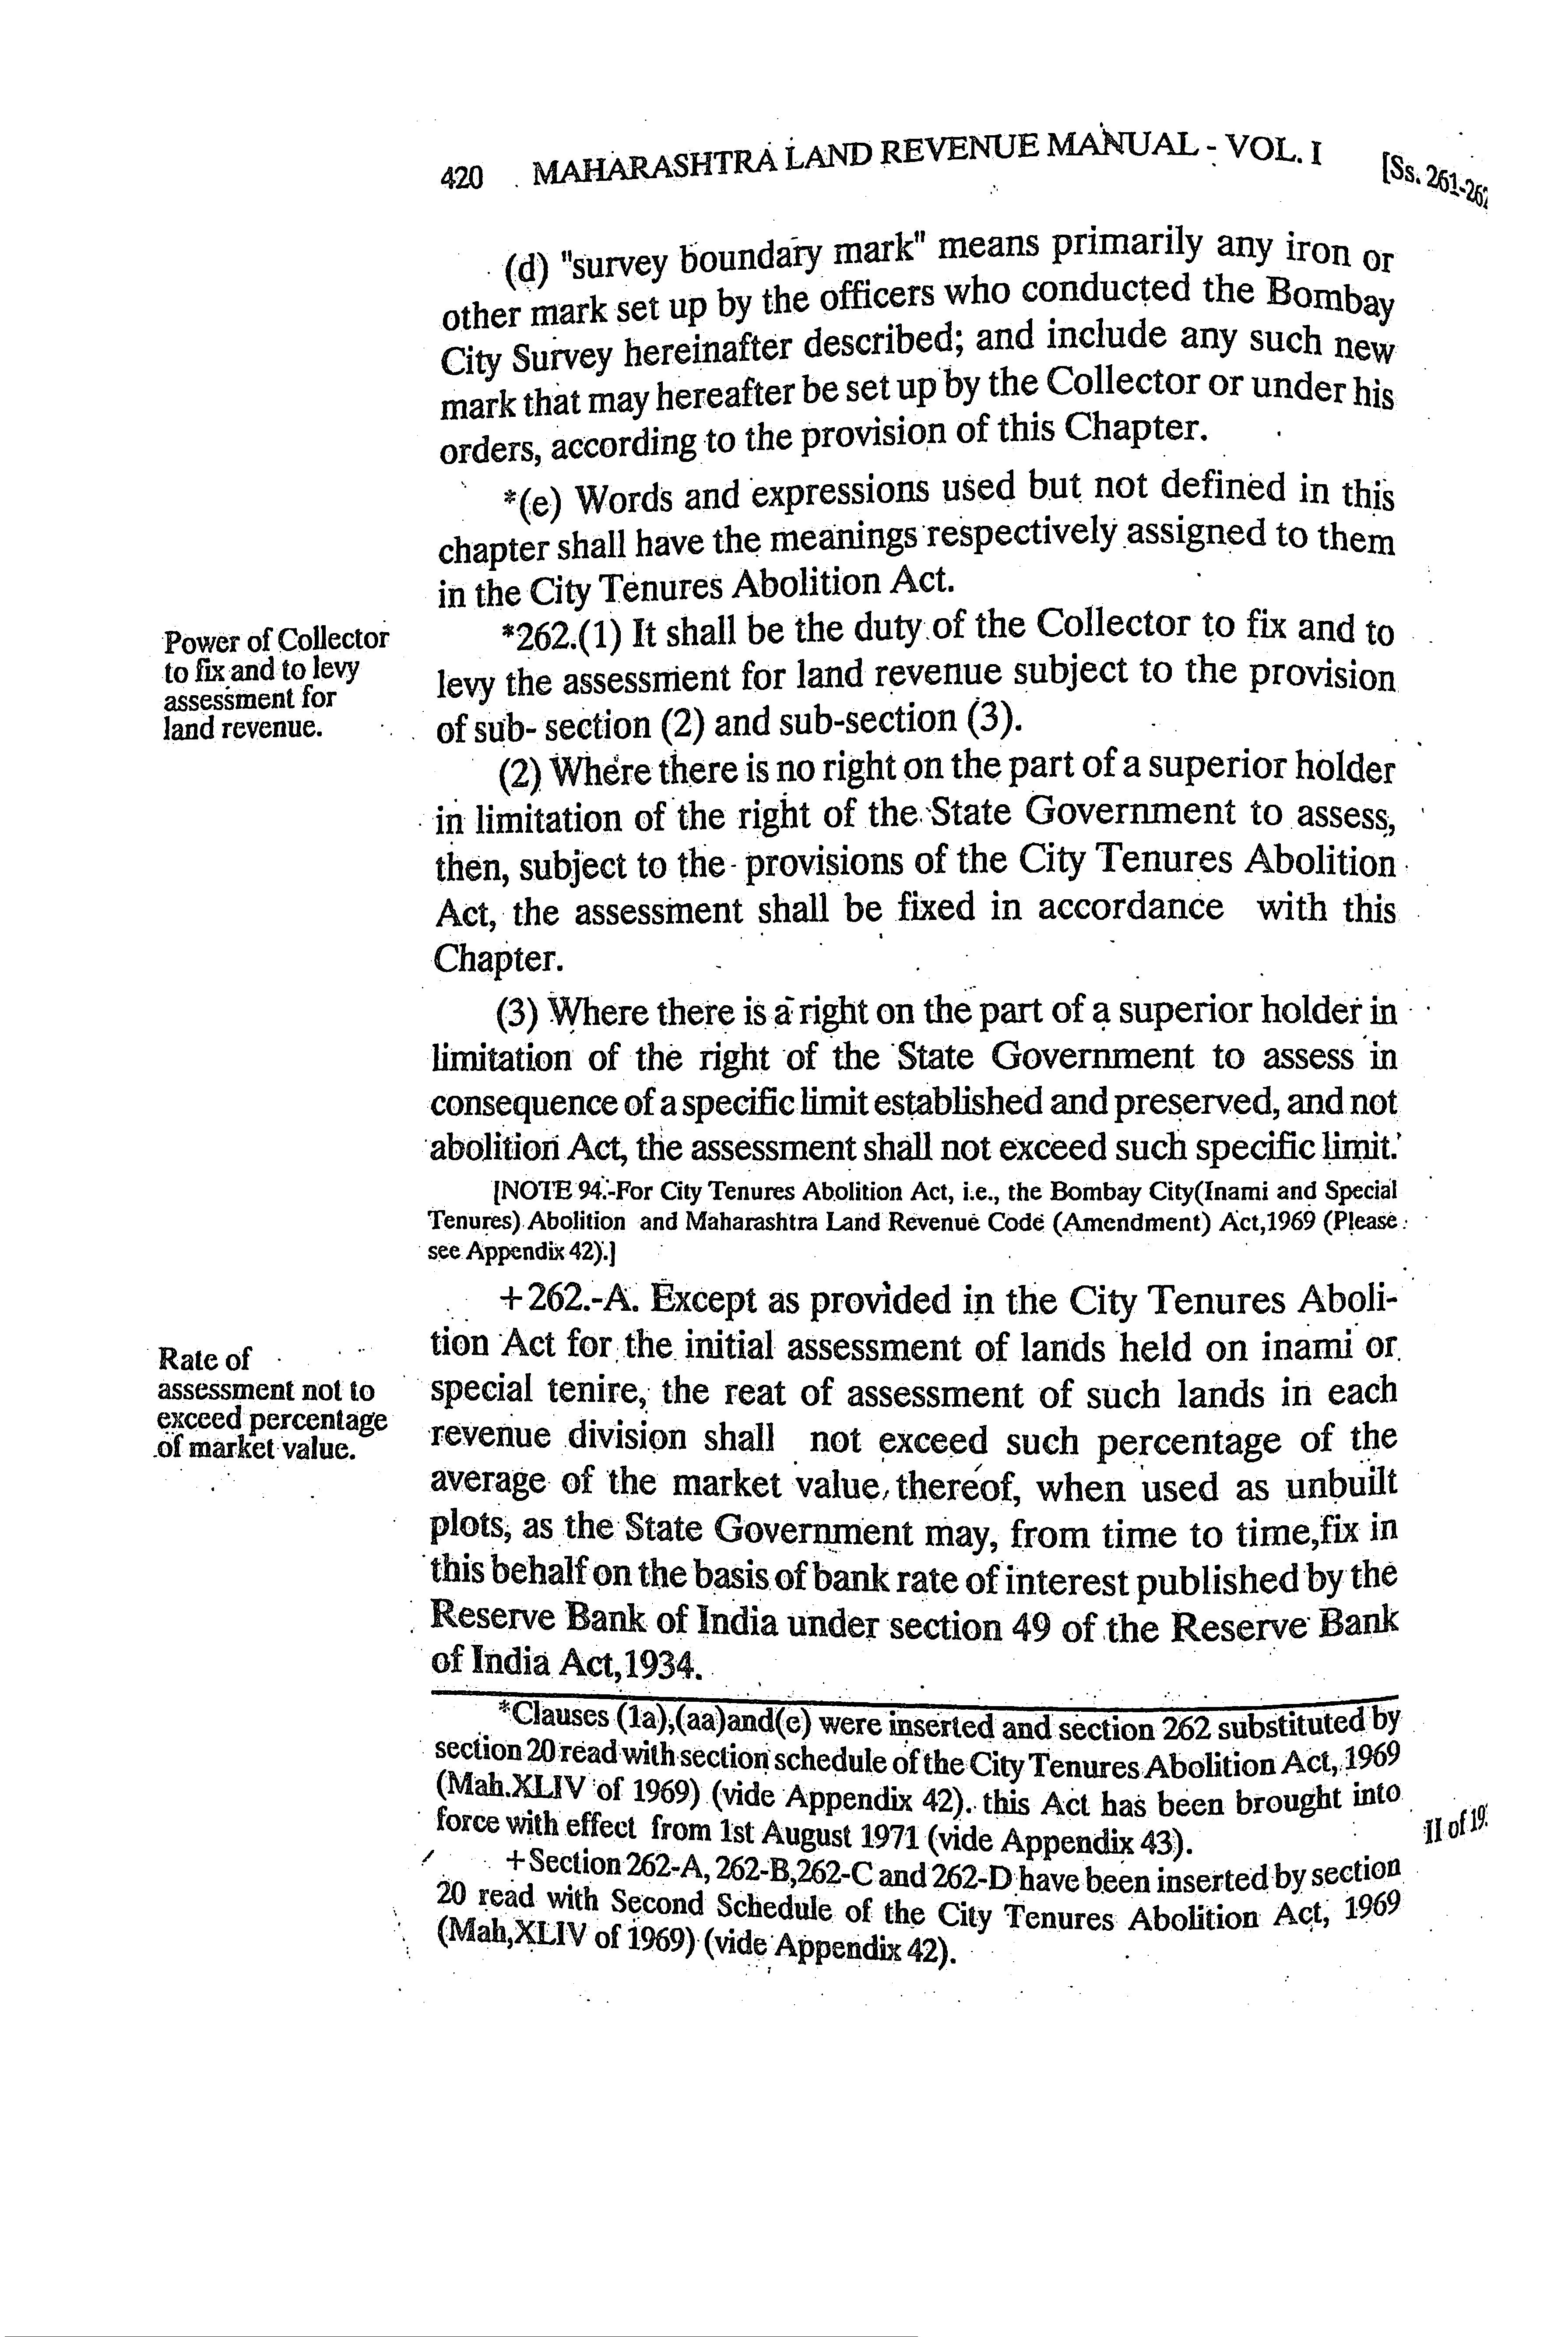 420 MAHARASHTRA LAND REVENUE MANUAL - VOL. I [Ss. 261-262
(d) "survey boundary mark" means primarily any iron or
other mark set up by the officers who conducted the Bombay
City Survey hereinafter described; and include any such new
mark that may hereafter be set up by the Collector or under his
orders, according to the provision of this Chapter.
*(e) Words and expressions used but not defined in this
chapter shall have the meanings respectively assigned to them
in the City Tenures Abolition Act.
Power of Collector
to fix and to levy
assessment for
land revenue.
*262.(1) It shall be the duty of the Collector to fix and to
levy the assessment for land revenue subject to the provision
of sub- section (2) and sub-section (3).
(2) Where there is no right on the part of a superior holder
in limitation of the right of the State Government to assess,
then, subject to the provisions of the City Tenures Abolition
Act, the assessment shall be fixed in accordance with this
Chapter.
(3) Where there is a right on the part of a superior holder in
limitation of the right of the State Government to assess in
consequence of a specific limit established and preserved, and not
abolition Act, the assessment shall not exceed such specific limit.
[NOTE 94.-For City Tenures Abolition Act, i.e., the Bombay City(Inami and Special
Tenures) Abolition and Maharashtra Land Revenue Code (Amendment) Act,1969 (Please
see Appendix 42).]
Rate of
assessment not to
exceed percentage
of market value.
+262.-A. Except as provided in the City Tenures Aboli-
tion Act for the initial assessment of lands held on inami or
special tenire, the reat of assessment of such lands in each
revenue division shall not exceed such percentage of the
average of the market value, thereof, when used as unbuilt
plots, as the State Government may, from time to time,fix in
this behalf on the basis of bank rate of interest published by the
Reserve Bank of India under section 49 of the Reserve Bank
of India Act,1934.
*Clauses (1a),(aa)and(e) were inserted and section 262 substituted by
section 20 read with section schedule of the City Tenures Abolition Act, 1969
(Mah.XLIV of 1969) (vide Appendix 42). this Act has been brought into
force with effect from 1st August 1971 (vide Appendix 43).
II of 19
+Section 262-A, 262-B,262-C and 262-D have been inserted by section
20 read with Second Schedule of the City Tenures Abolition Act, 1969
(Mah,XLIV of 1969) (vide Appendix 42).